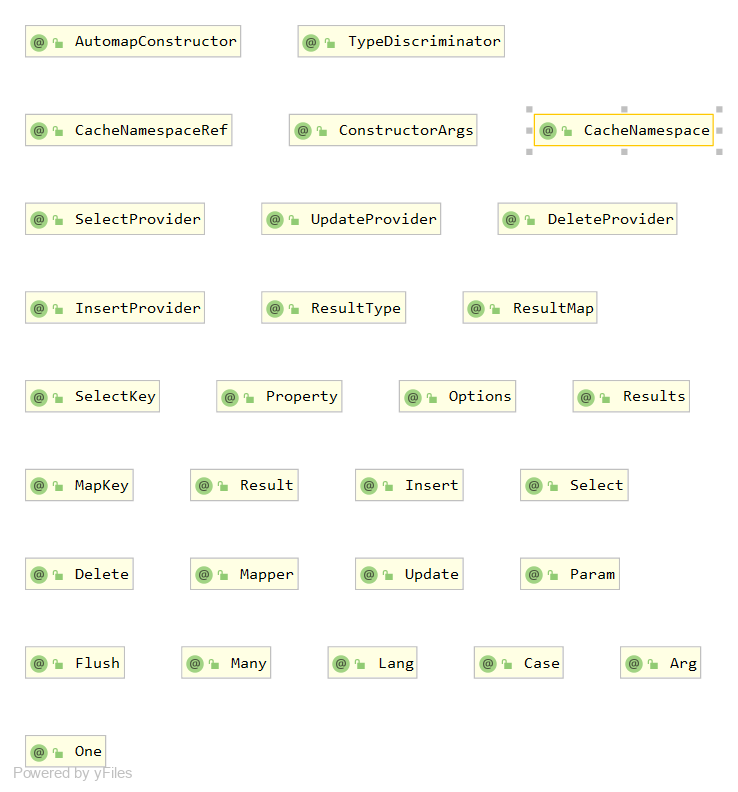 @ AutomapConstructor @ TypeDiscriminator
@ CacheNamespaceRef @ ConstructorArgs @ CacheNamespace
@ SelectProvider @ UpdateProvider @ DeleteProvider
@ InsertProvider @ ResultType @ ResultMap
@ SelectKey @ Property @ Options @ Results
@ MapKey @ Result @ Insert @ Select
@ Delete @ Mapper @ Update @ Param
@ Flush @ Many @ Lang @ Case @ Arg
@ One
Powered by yFiles